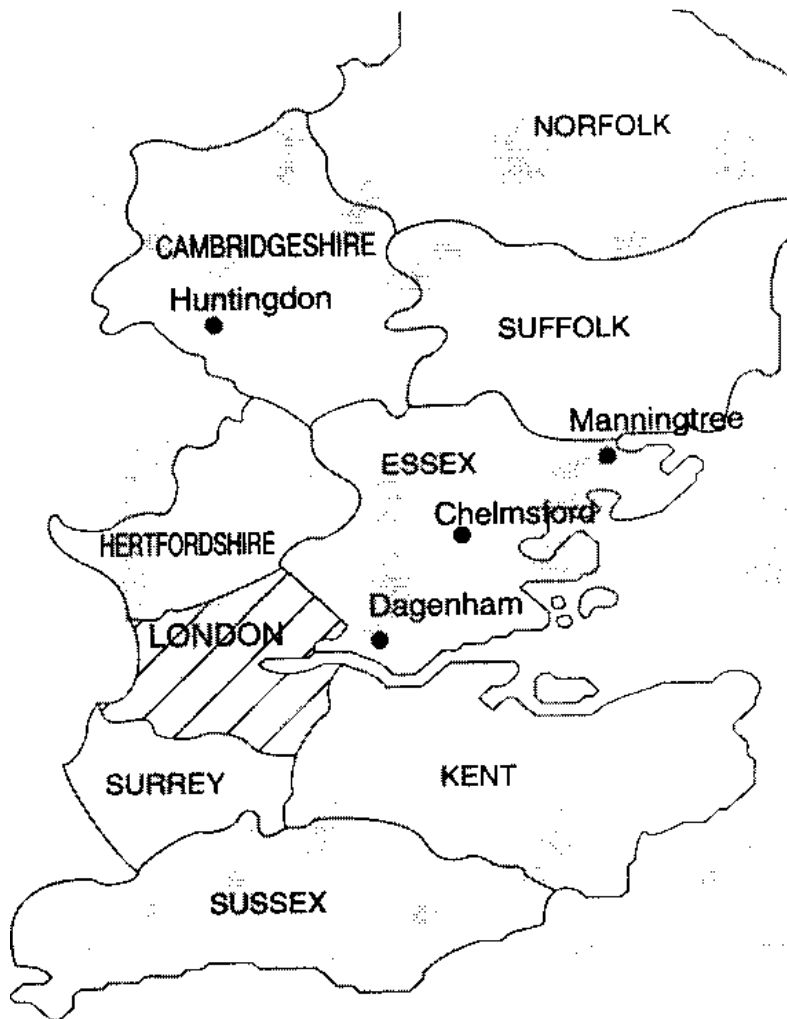 NORFOLK
CAMBRIDGESHIRE
Huntingdon
SUFFOLK
Manningtree
ESSEX
Chelmsford
HERTFORDSHIRE
Dagenham
LONDON
SURREY
KENT
SUSSEX